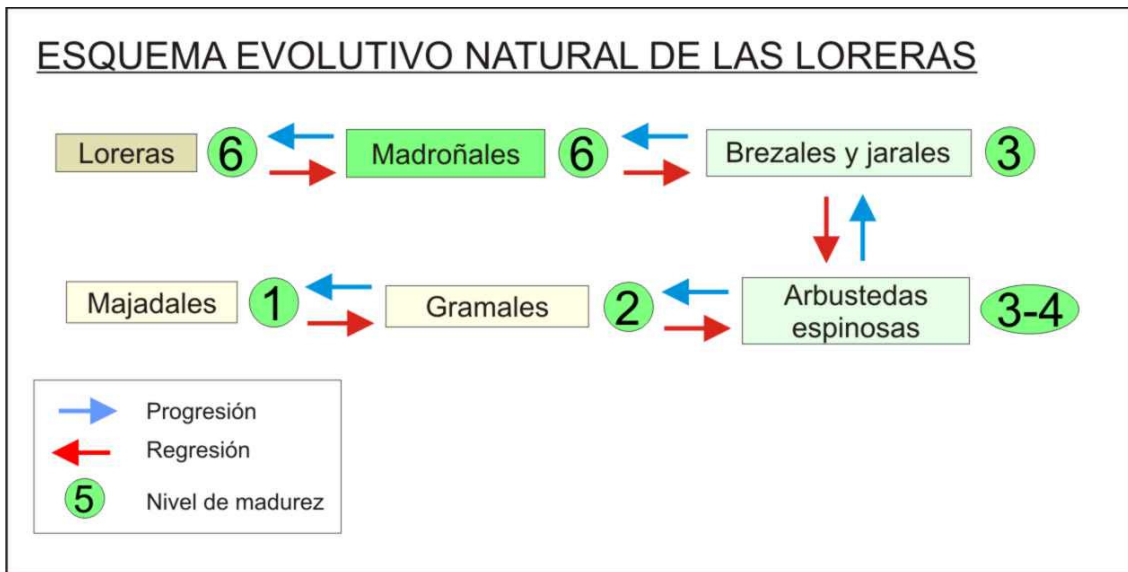 ESQUEMA EVOLUTIVO NATURAL DE LAS LORERAS
Loreras 6 Madroñales 6 Brezales y jarales 3
Majadales 1 Gramales 2 Arbustedas
espinosas 3-4
Progresión
Regresión
5 Nivel de madurez